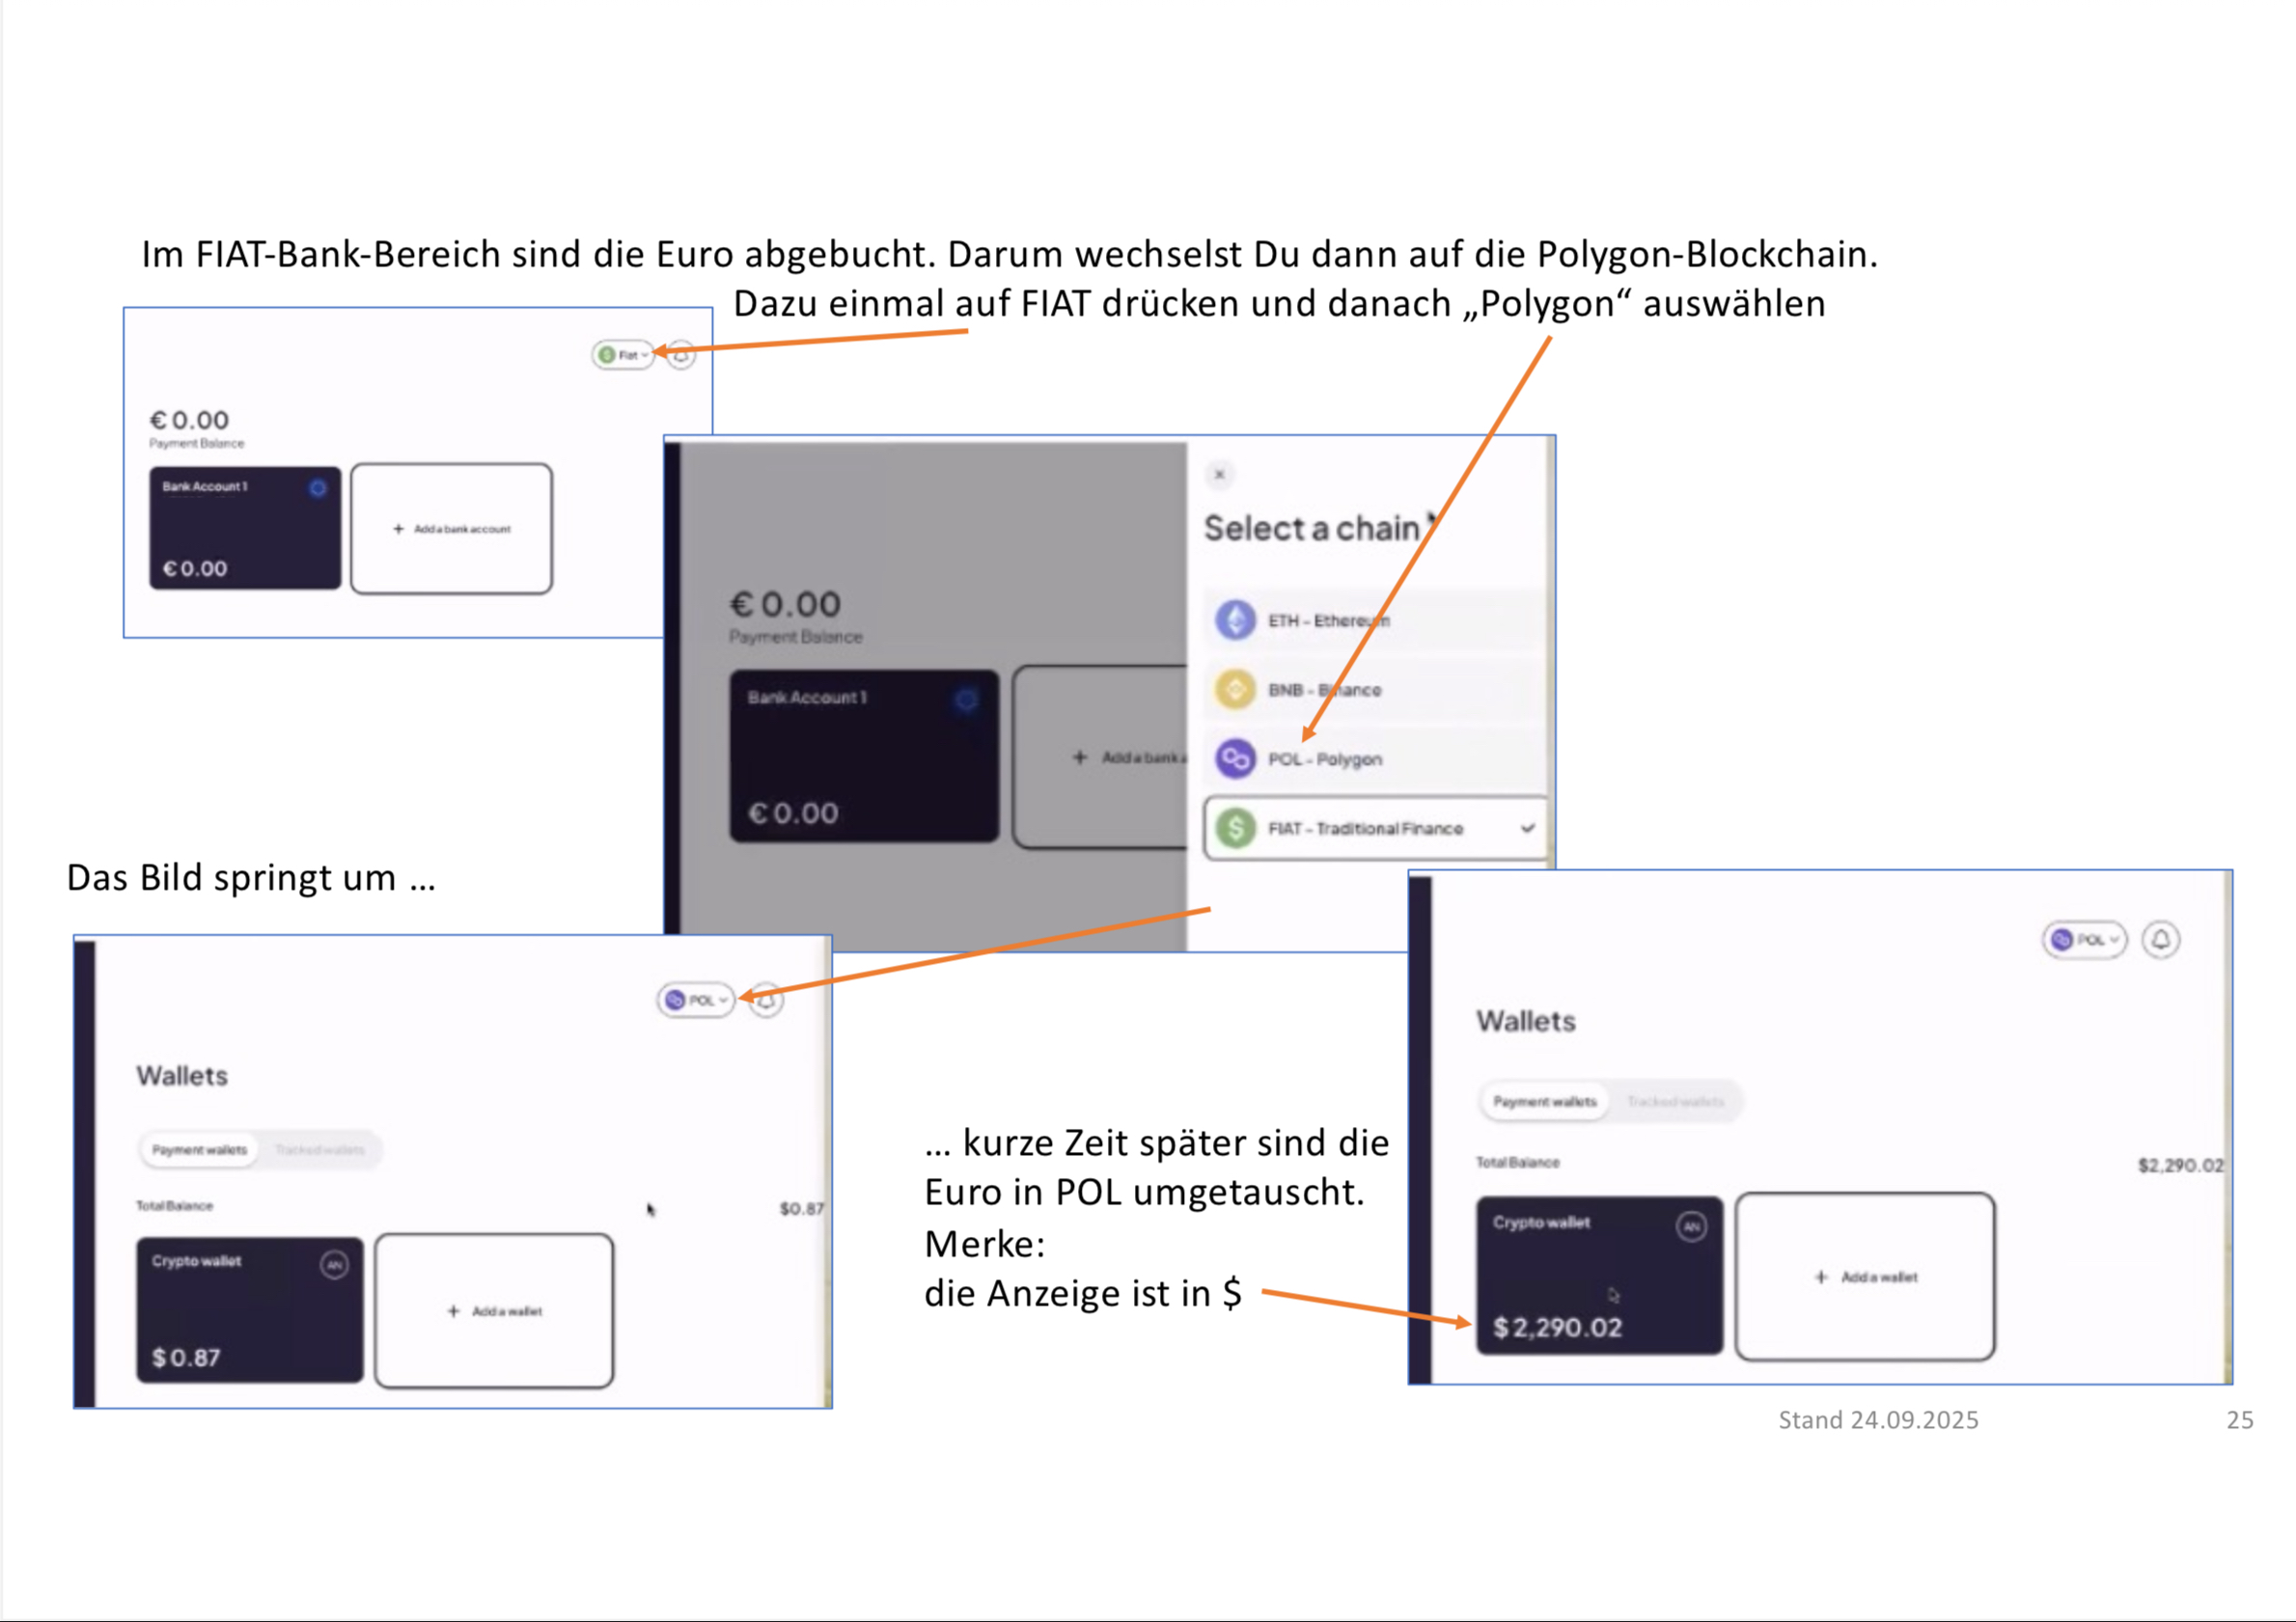 Im FIAT-Bank-Bereich sind die Euro abgebucht. Darum wechselst Du dann auf die Polygon-Blockchain.
Dazu einmal auf FIAT drücken und danach „Polygon“ auswählen
Fiat
€ 0.00
Payment Balance
Bank Account 1
€ 0.00
+ Add a bank account
€ 0.00
Payment Balance
Bank Account 1
€ 0.00
+ Add a bank a
Select a chain
ETH - Ethereum
BNB - Binance
POL - Polygon
FIAT - Traditional Finance
Das Bild springt um ...
POL
Wallets
Payment wallets Tracked wallets
Total Balance $0.87
Crypto wallet AN
$ 0.87
+ Add a wallet
... kurze Zeit später sind die
Euro in POL umgetauscht.
Merke:
die Anzeige ist in $
POL
Wallets
Payment wallets Tracked wallets
Total Balance $2,290.02
Crypto wallet AN
$ 2,290.02
+ Add a wallet
Stand 24.09.2025 25